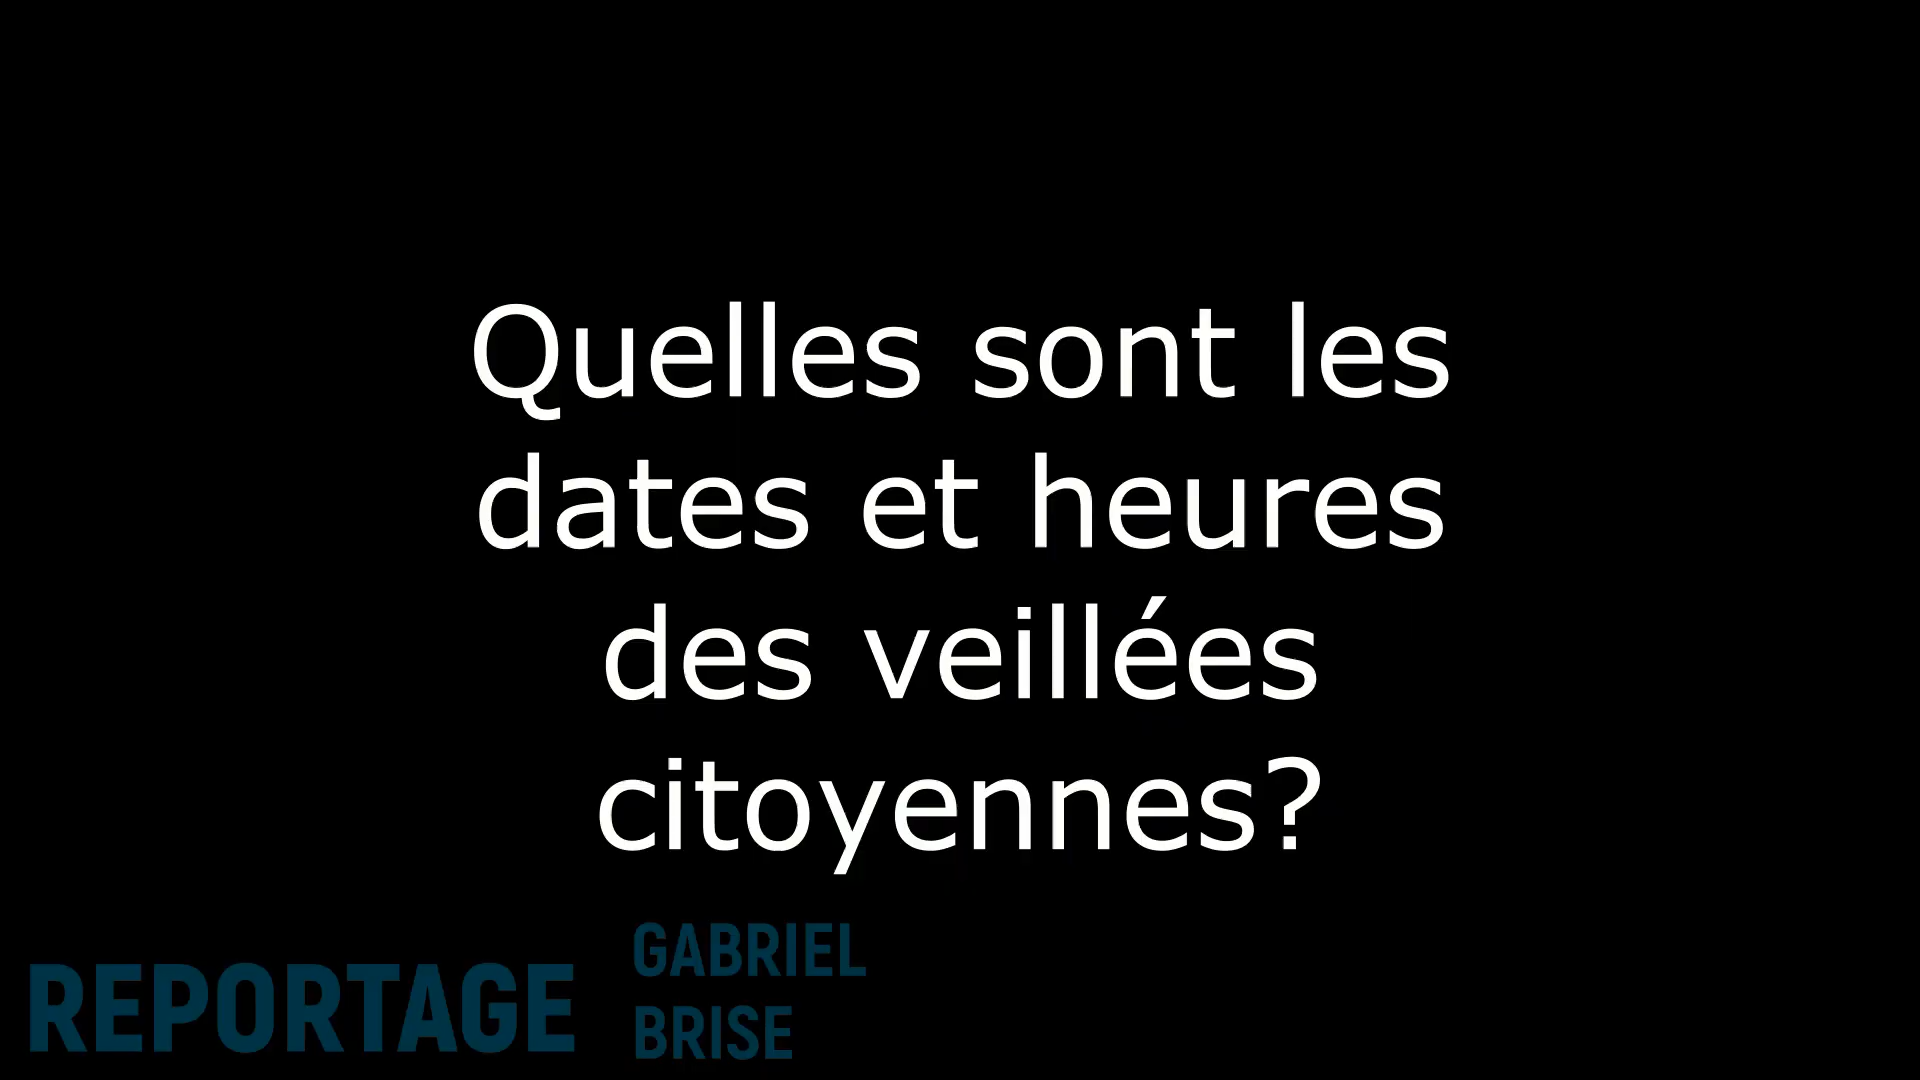 Quelles sont les
dates et heures
des veillées
citoyennes?
REPORTAGE
GABRIEL
BRISE